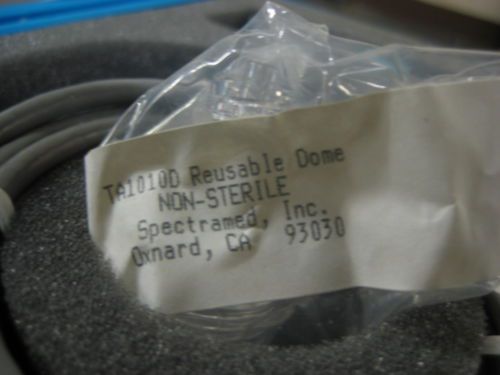 TA1010D Reusable Dome
NON-STERILE
Spectramed, Inc.
Oxnard, CA 93030